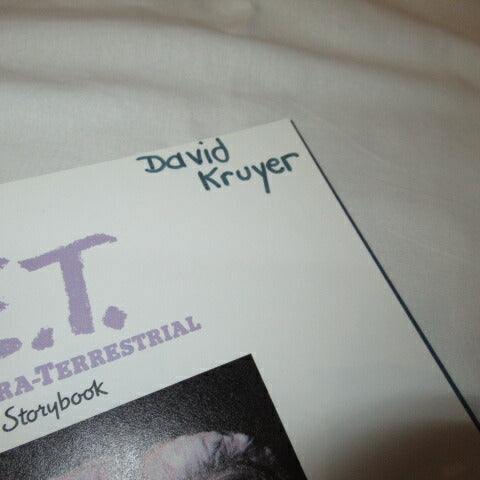 David
Kruyer
E.T.
RA-TERRESTRIAL
Storybook